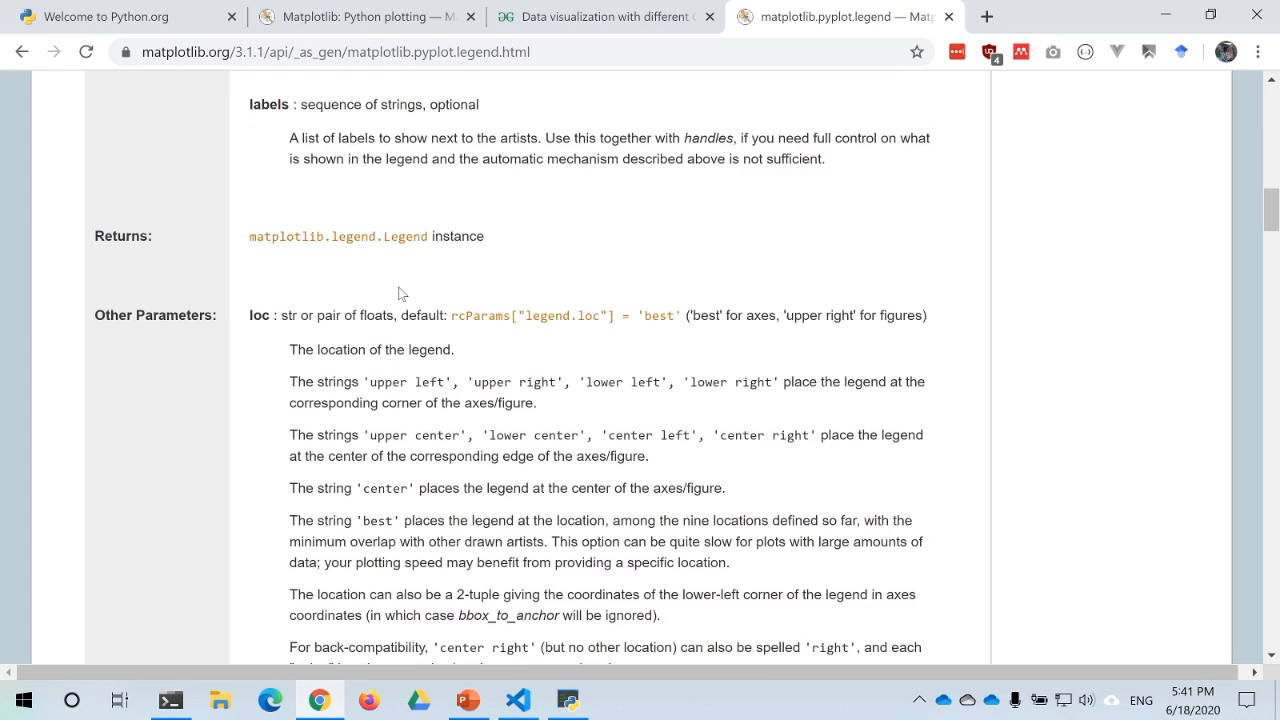 Welcome to Python.org
Matplotlib: Python plotting — Ma
Data visualization with different C
matplotlib.pyplot.legend — Matp
matplotlib.org/3.1.1/api/_as_gen/matplotlib.pyplot.legend.html
4
labels : sequence of strings, optional
A list of labels to show next to the artists. Use this together with handles, if you need full control on what
is shown in the legend and the automatic mechanism described above is not sufficient.
Returns:
matplotlib.legend.Legend instance
Other Parameters:
loc : str or pair of floats, default: rcParams["legend.loc"] = 'best' ('best' for axes, 'upper right' for figures)
The location of the legend.
The strings 'upper left', 'upper right', 'lower left', 'lower right' place the legend at the
corresponding corner of the axes/figure.
The strings 'upper center', 'lower center', 'center left', 'center right' place the legend
at the center of the corresponding edge of the axes/figure.
The string 'center' places the legend at the center of the axes/figure.
The string 'best' places the legend at the location, among the nine locations defined so far, with the
minimum overlap with other drawn artists. This option can be quite slow for plots with large amounts of
data; your plotting speed may benefit from providing a specific location.
The location can also be a 2-tuple giving the coordinates of the lower-left corner of the legend in axes
coordinates (in which case bbox_to_anchor will be ignored).
For back-compatibility, 'center right' (but no other location) can also be spelled 'right', and each
ENG
5:41 PM
6/18/2020